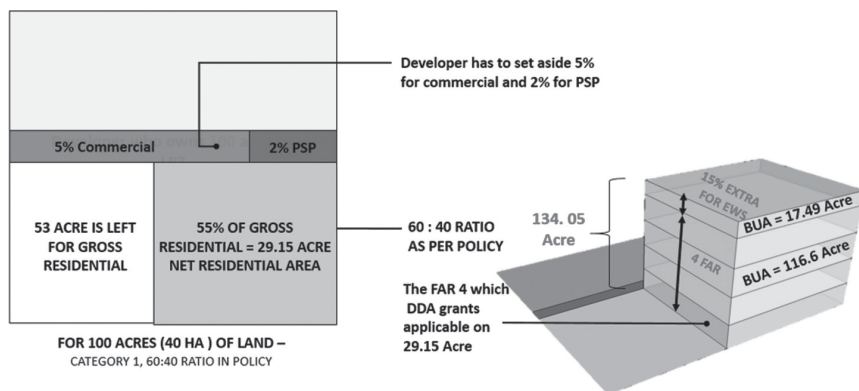 Developer has to set aside 5%
for commercial and 2% for PSP
5% Commercial
2% PSP
53 ACRE IS LEFT
FOR GROSS
RESIDENTIAL
55% OF GROSS
RESIDENTIAL = 29.15 ACRE
NET RESIDENTIAL AREA
60 : 40 RATIO
AS PER POLICY
134. 05
Acre
15% EXTRA
FOR EWS
BUA = 17.49 Acre
4 FAR
BUA = 116.6 Acre
The FAR 4 which
DDA grants
applicable on
29.15 Acre
FOR 100 ACRES (40 HA ) OF LAND –
CATEGORY 1, 60:40 RATIO IN POLICY